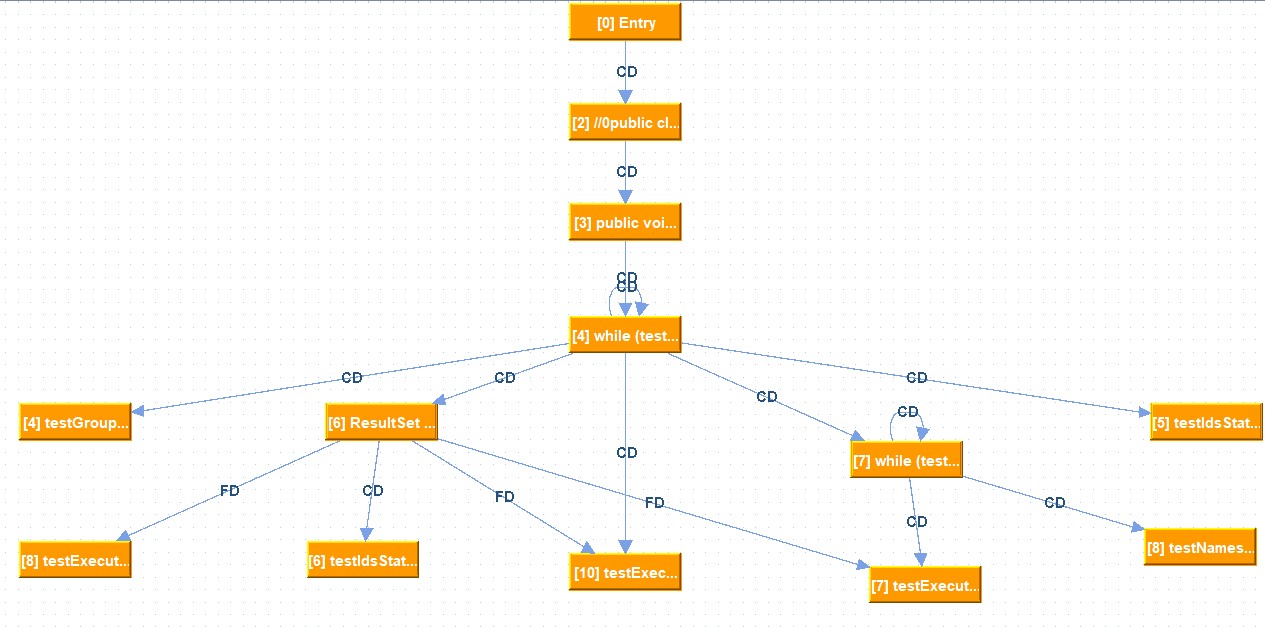 [0] Entry
CD
[2] //0public cl...
CD
[3] public voi...
CD
CD
[4] while (test...
CD
CD
CD
CD
CD
[4] testGroup...
[6] ResultSet ...
CD
[5] testIdsStat...
[7] while (test...
FD
CD
FD
FD
CD
CD
[8] testExecut...
[6] testIdsStat...
[10] testExec...
[7] testExecut...
[8] testNames...